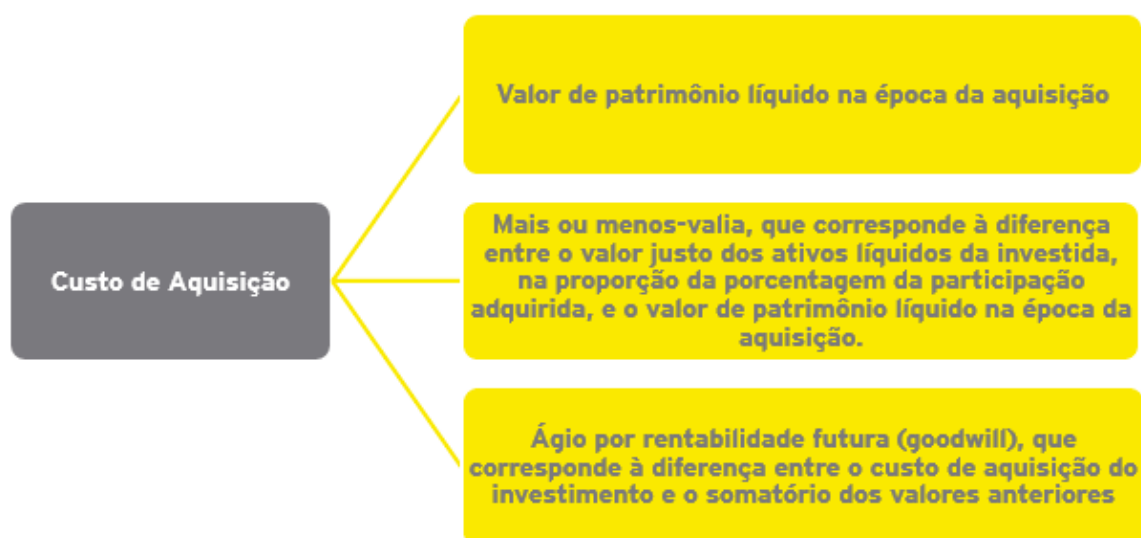 Valor de patrimônio líquido na época da aquisição
Custo de Aquisição
Mais ou menos-valia, que corresponde à diferença
entre o valor justo dos ativos líquidos da investida,
na proporção da porcentagem da participação
adquirida, e o valor de patrimônio líquido na época da
aquisição.
Ágio por rentabilidade futura (goodwill), que
corresponde à diferença entre o custo de aquisição do
investimento e o somatório dos valores anteriores